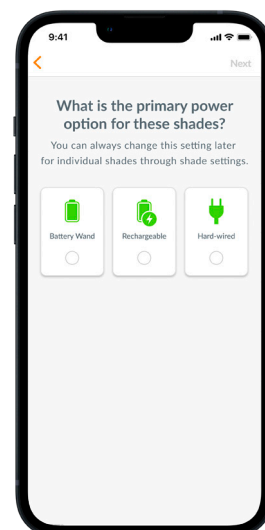 9:41
Next
What is the primary power
option for these shades?
You can always change this setting later
for individual shades through shade settings.
Battery Wand
Rechargeable
Hard-wired